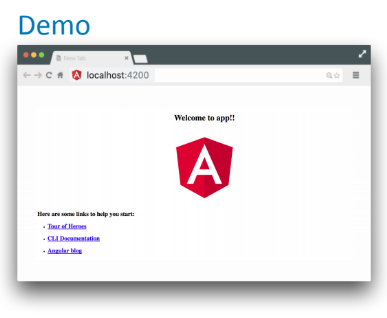 Demo
New Tab
localhost:4200
Welcome to app!!
A
Here are some links to help you start:
Tour of Heroes
CLI Documentation
Angular blog